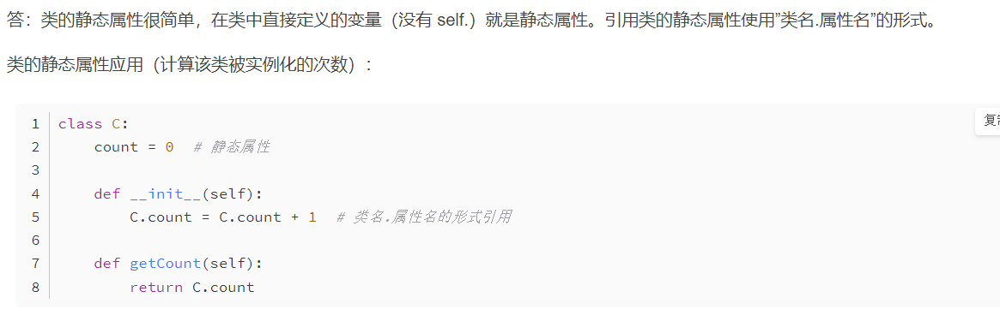 答：类的静态属性很简单，在类中直接定义的变量（没有 self.）就是静态属性。引用类的静态属性使用”类名.属性名”的形式。
类的静态属性应用（计算该类被实例化的次数）：
1 class C:
复制
2     count = 0  # 静态属性
3
4     def __init__(self):
5         C.count = C.count + 1  # 类名.属性名的形式引用
6
7     def getCount(self):
8         return C.count